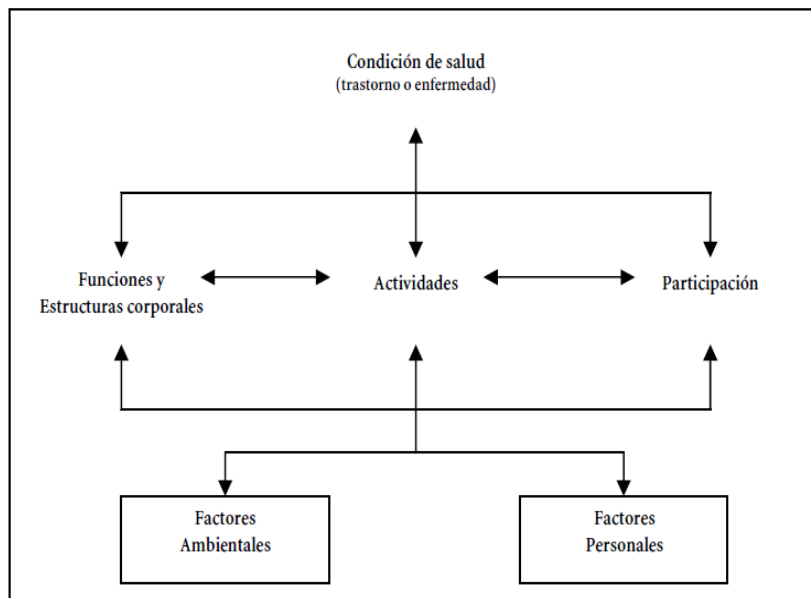 Condición de salud
(trastorno o enfermedad)
Funciones y
Estructuras corporales
Actividades
Participación
Factores
Ambientales
Factores
Personales